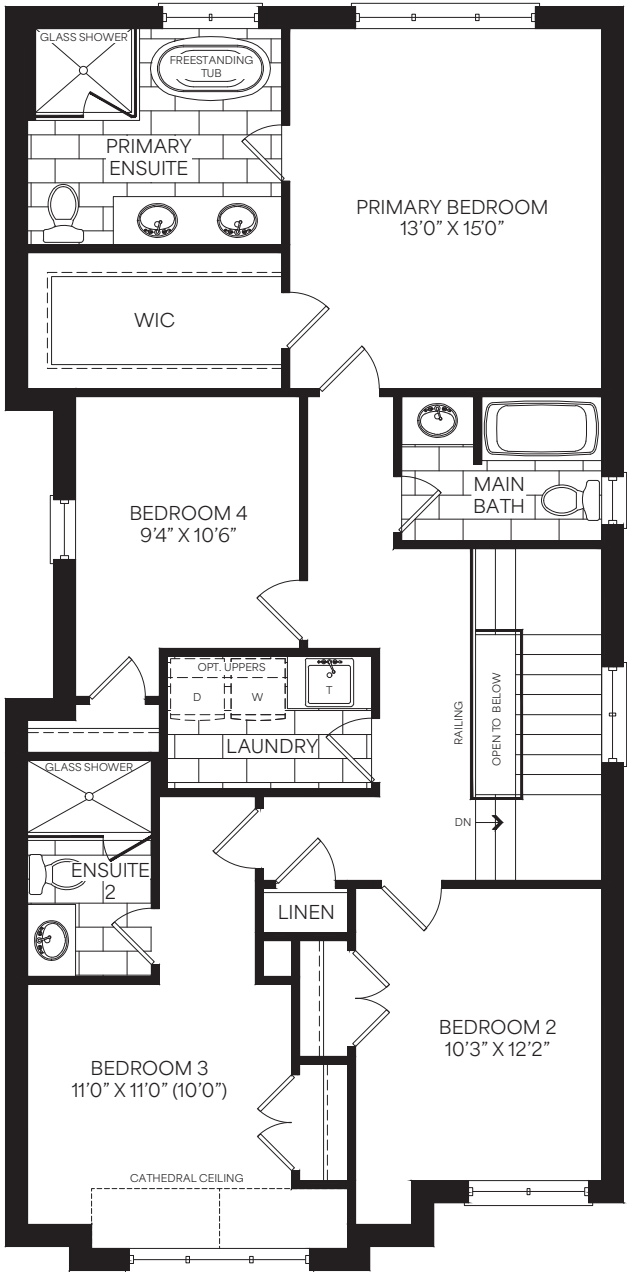 GLASS SHOWER
FREESTANDING
TUB
PRIMARY
ENSUITE
PRIMARY BEDROOM
13’0” X 15’0”
WIC
MAIN
BATH
BEDROOM 4
9’4” X 10’6”
OPT. UPPERS
D
W
T
LAUNDRY
RAILING
OPEN TO BELOW
DN
GLASS SHOWER
ENSUITE
2
LINEN
BEDROOM 2
10’3” X 12’2”
BEDROOM 3
11’0” X 11’0” (10’0”)
CATHEDRAL CEILING